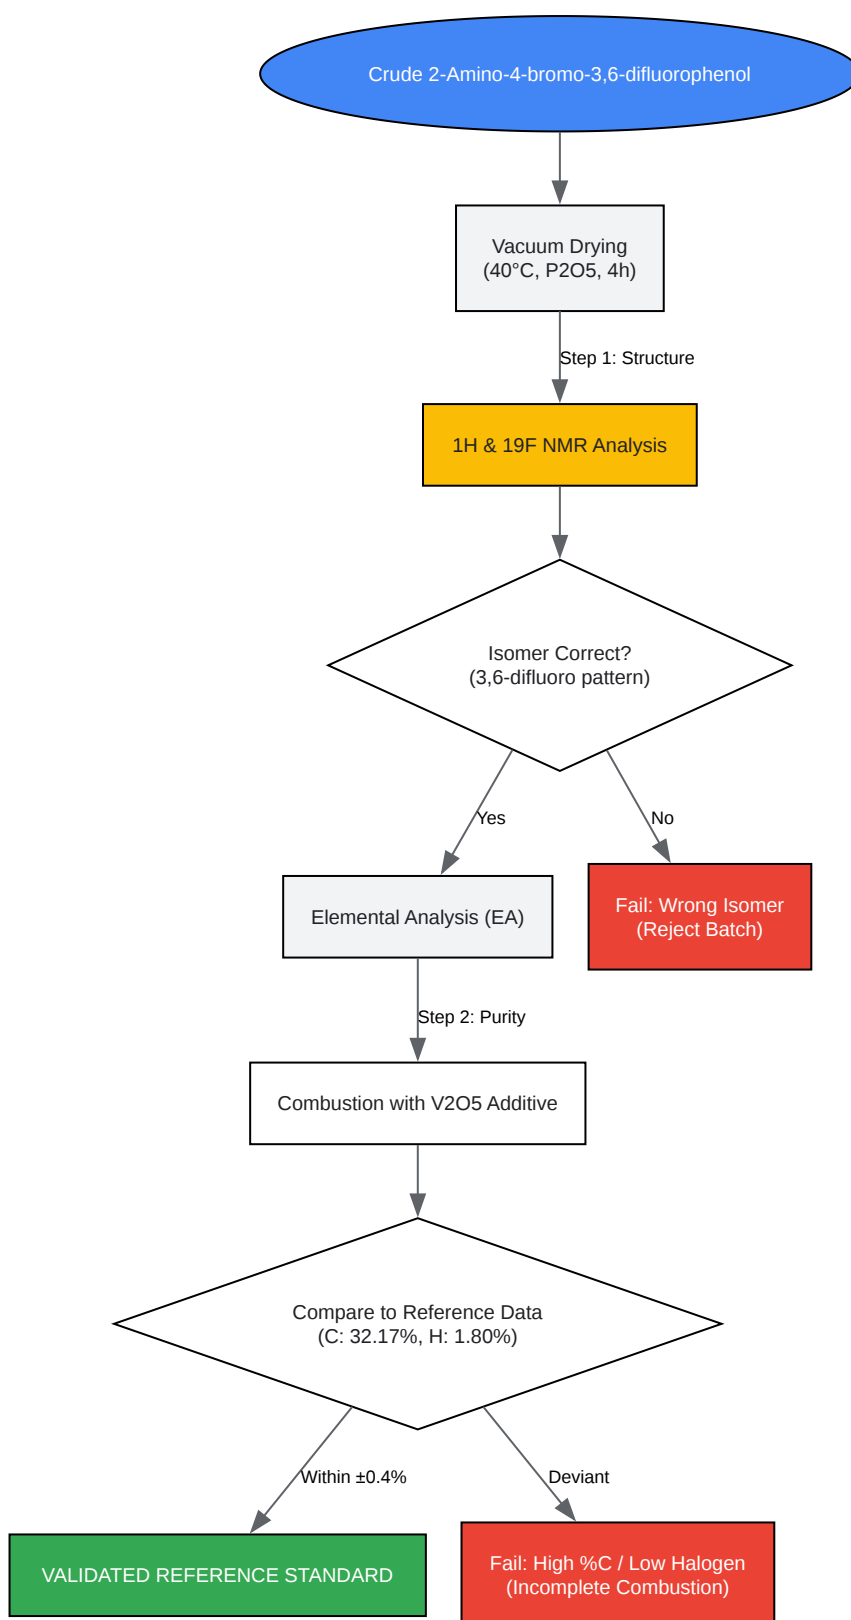 Crude 2-Amino-4-bromo-3,6-difluorophenol
Vacuum Drying
(40°C, P2O5, 4h)
Step 1: Structure
1H & 19F NMR Analysis
Isomer Correct?
(3,6-difluoro pattern)
Yes
No
Elemental Analysis (EA)
Fail: Wrong Isomer
(Reject Batch)
Step 2: Purity
Combustion with V2O5 Additive
Compare to Reference Data
(C: 32.17%, H: 1.80%)
Within ±0.4%
Deviant
VALIDATED REFERENCE STANDARD
Fail: High %C / Low Halogen
(Incomplete Combustion)